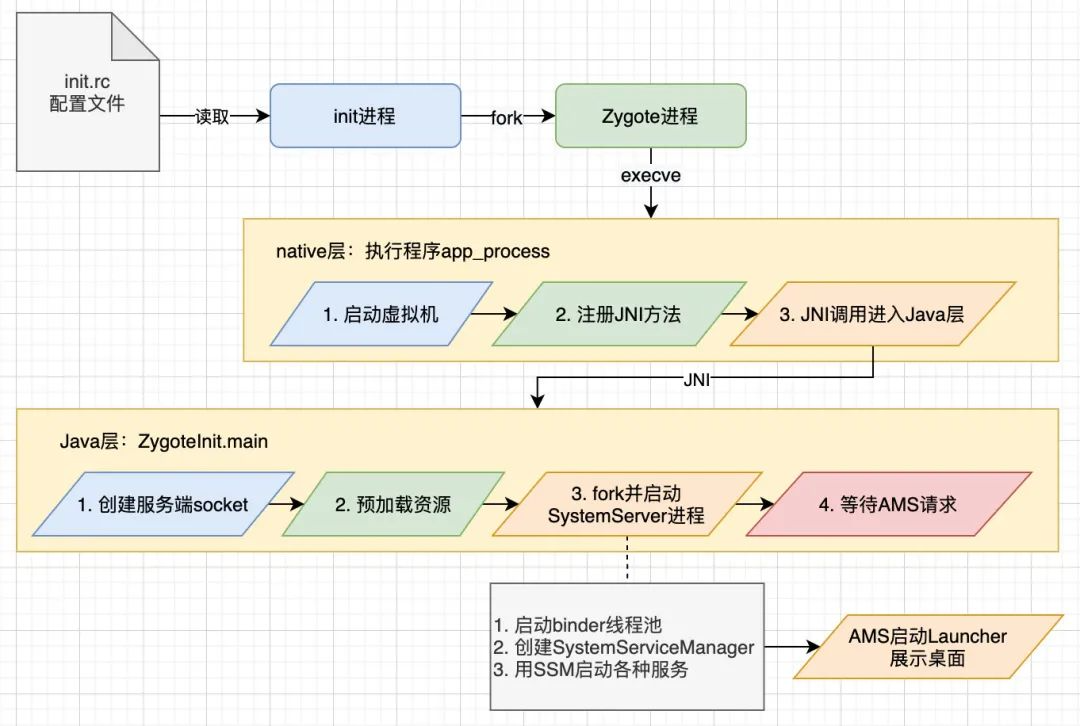 init.rc
配置文件
读取
init进程
fork
Zygote进程
execve
native层：执行程序app_process
1. 启动虚拟机
2. 注册JNI方法
3. JNI调用进入Java层
JNI
Java层：ZygoteInit.main
1. 创建服务端socket
2. 预加载资源
3. fork并启动
SystemServer进程
4. 等待AMS请求
1. 启动binder线程池
2. 创建SystemServiceManager
3. 用SSM启动各种服务
AMS启动Launcher
展示桌面